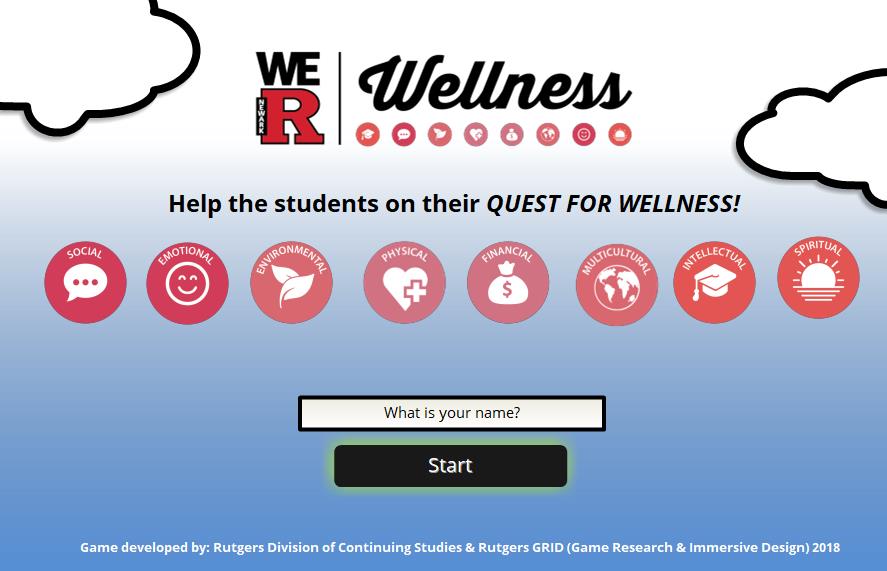 WE
R
NEWARK
Wellness
Help the students on their QUEST FOR WELLNESS!
SOCIAL
EMOTIONAL
ENVIRONMENTAL
PHYSICAL
FINANCIAL
$
MULTICULTURAL
INTELLECTUAL
SPIRITUAL
What is your name?
Start
Game developed by: Rutgers Division of Continuing Studies & Rutgers GRID (Game Research & Immersive Design) 2018